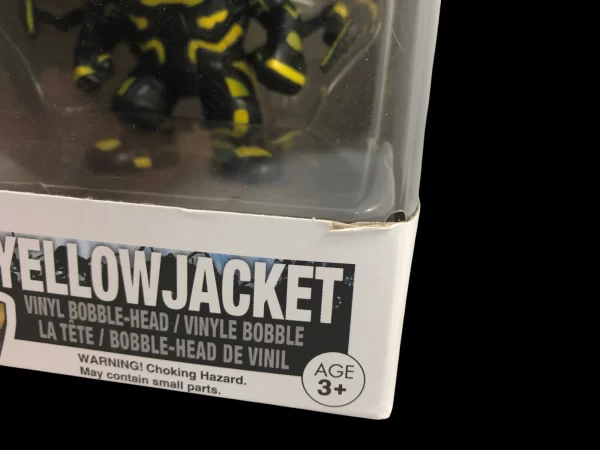 YELLOWJACKET
VINYL BOBBLE-HEAD / VINYLE BOBBLE
LA TÊTE / BOBBLE-HEAD DE VINIL
WARNING! Choking Hazard.
May contain small parts.
AGE
3+